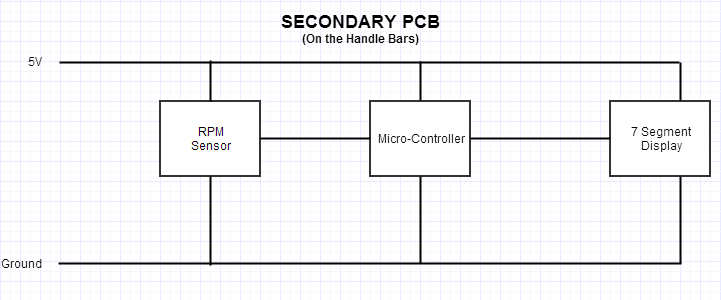 SECONDARY PCB
(On the Handle Bars)
5V
RPM
Sensor
Micro-Controller
7 Segment
Display
Ground